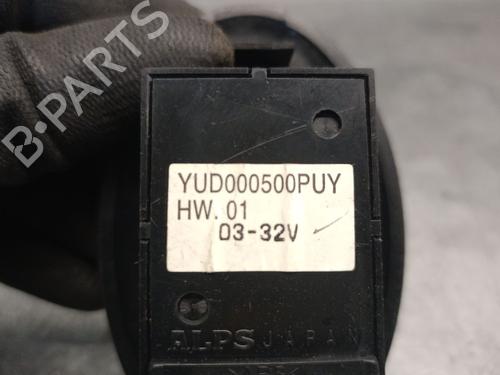 B-PARTS
YUD000500PUY
HW. 01
03-32V
ALPS JAPAN